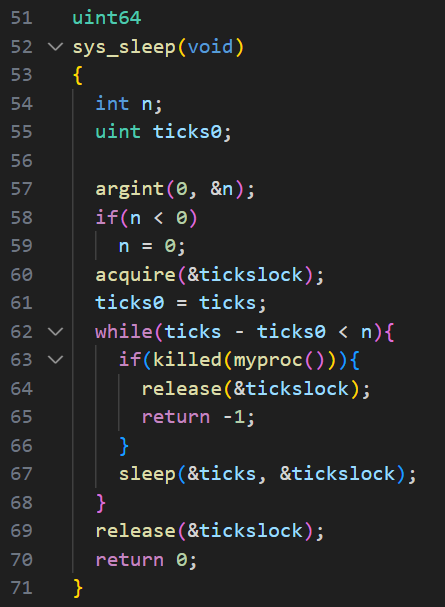 51 uint64
52 sys_sleep(void)
53 {
54   int n;
55   uint ticks0;
56
57   argint(0, &n);
58   if(n < 0)
59     n = 0;
60   acquire(&tickslock);
61   ticks0 = ticks;
62   while(ticks - ticks0 < n){
63     if(killed(myproc())){
64       release(&tickslock);
65       return -1;
66     }
67     sleep(&ticks, &tickslock);
68   }
69   release(&tickslock);
70   return 0;
71 }